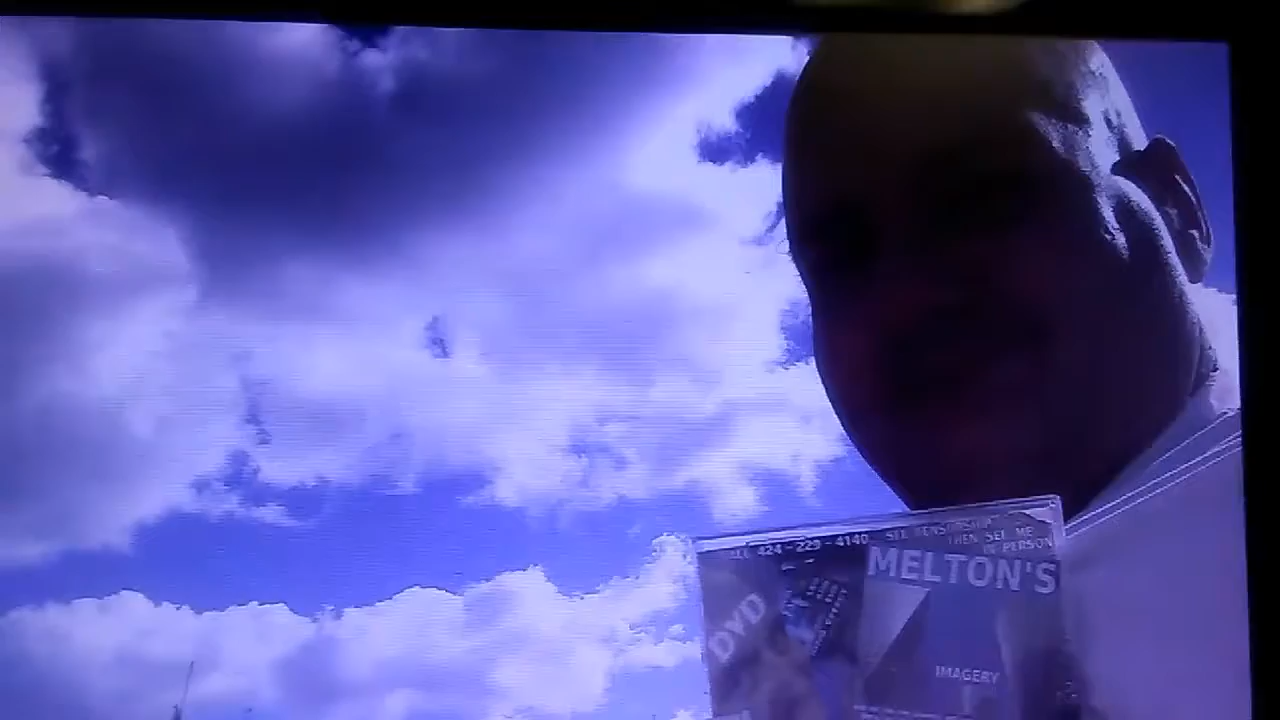 424-229-4140
THEN SEE ME
IN PERSON
MELTON'S
DVD
IMAGERY